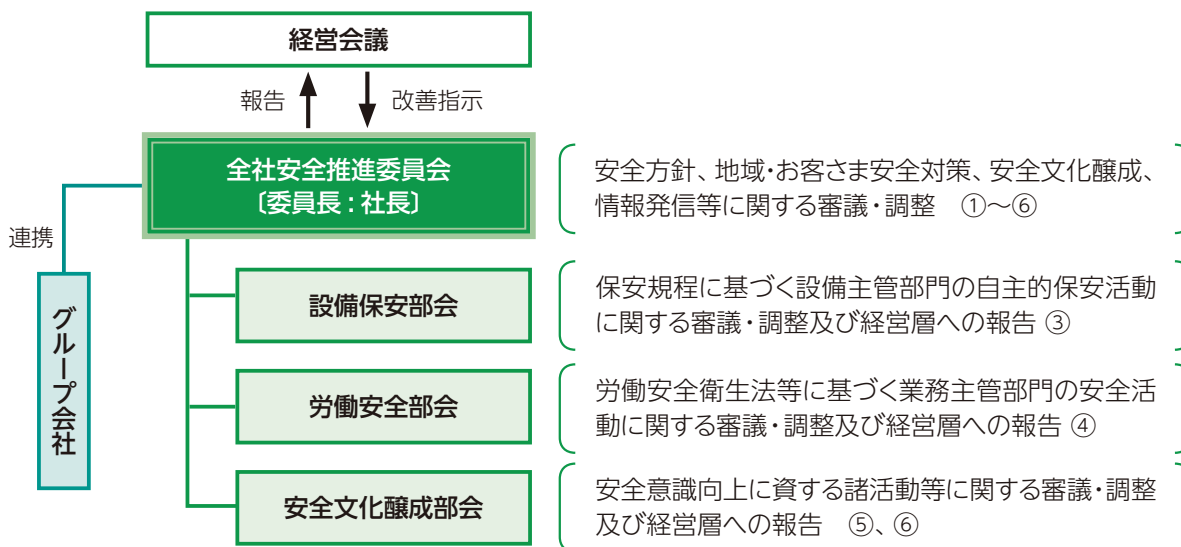 経営会議
報告
改善指示
全社安全推進委員会
〔委員長：社長〕
安全方針、地域・お客さま安全対策、安全文化醸成、
情報発信等に関する審議・調整　①～⑥
連携
グループ会社
設備保安部会
保安規程に基づく設備主管部門の自主的保安活動
に関する審議・調整及び経営層への報告 ③
労働安全部会
労働安全衛生法等に基づく業務主管部門の安全活
動に関する審議・調整及び経営層への報告 ④
安全文化醸成部会
安全意識向上に資する諸活動等に関する審議・調整
及び経営層への報告　⑤、⑥